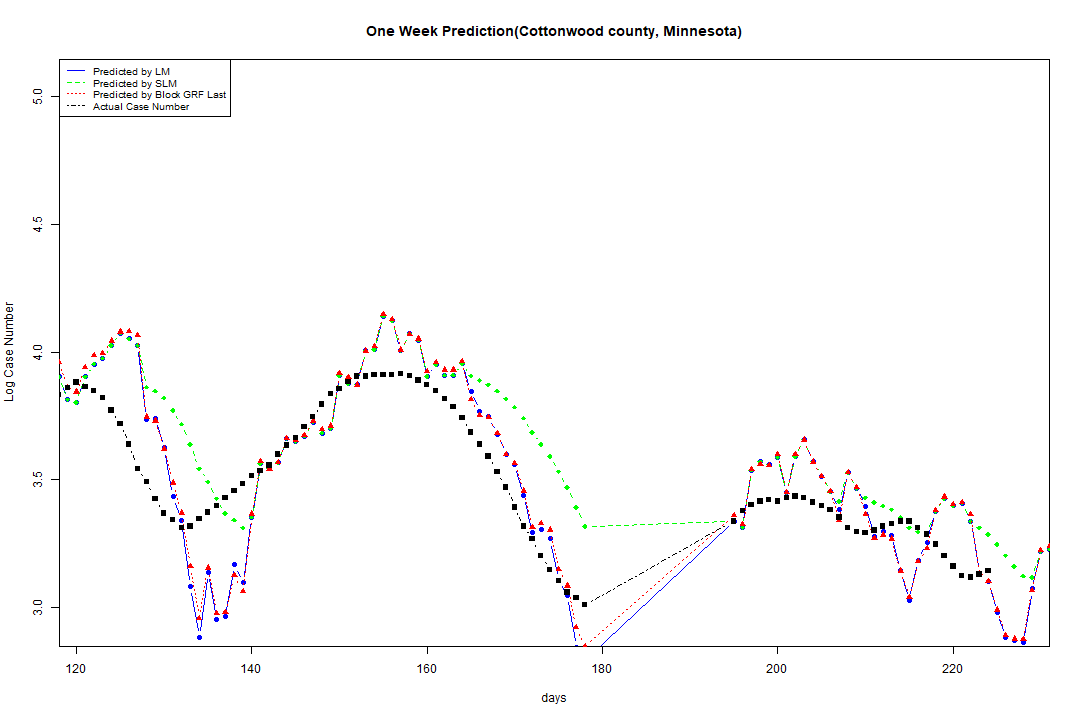 One Week Prediction(Cottonwood county, Minnesota)
Predicted by LM
Predicted by SLM
Predicted by Block GRF Last
Actual Case Number
5.0
4.5
4.0
3.5
3.0
Log Case Number
120 140 160 180 200 220
days